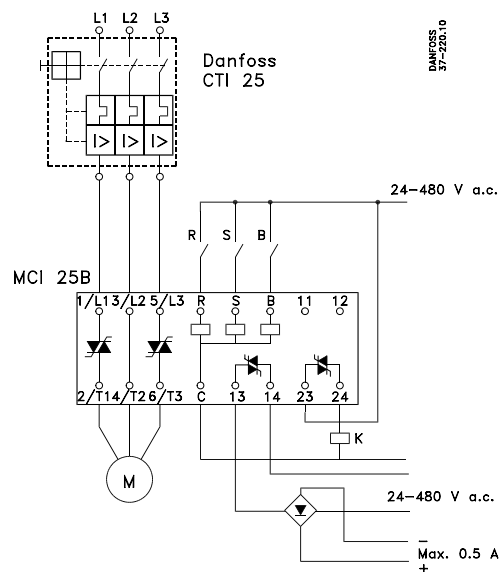 L1 L2 L3
DANFOSS
37-220.10
Danfoss
CTI 25
I> I> I>
24-480 V a.c.
R S B
MCI 25B
1/L1 3/L2 5/L3 R S B 11 12
2/T1 4/T2 6/T3 C 13 14 23 24
K
M
24-480 V a.c.
−
Max. 0.5 A
+